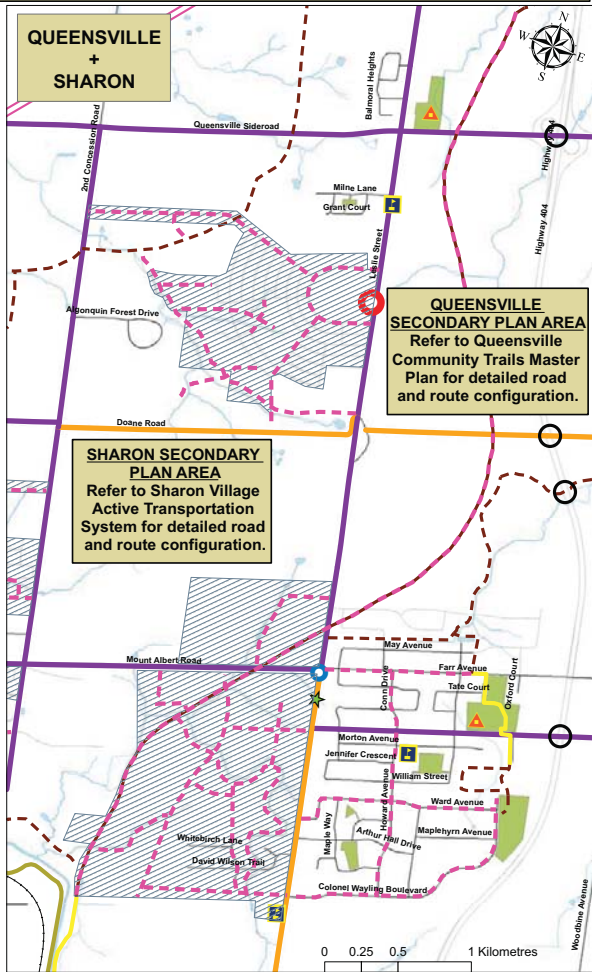 QUEENSVILLE
+
SHARON
N
W
E
S
Balmoral Heights
2nd Concession Road
Queensville Sideroad
Highway 404
Highway 404
Milne Lane
Grant Court
Leslie Street
Algonquin Forest Drive
QUEENSVILLE
SECONDARY PLAN AREA
Refer to Queensville
Community Trails Master
Plan for detailed road
and route configuration.
Doane Road
SHARON SECONDARY
PLAN AREA
Refer to Sharon Village
Active Transportation
System for detailed road
and route configuration.
May Avenue
Mount Albert Road
Farr Avenue
Conn Drive
Tate Court
Oxford Court
Morton Avenue
Jennifer Crescent
William Street
Howard Avenue
Ward Avenue
Maple Way
Arthur Hall Drive
Maplehyrn Avenue
Whitebirch Lane
David Wilson Trail
Colonel Wayling Boulevard
Woodbine Avenue
0 0.25 0.5 1 Kilometres